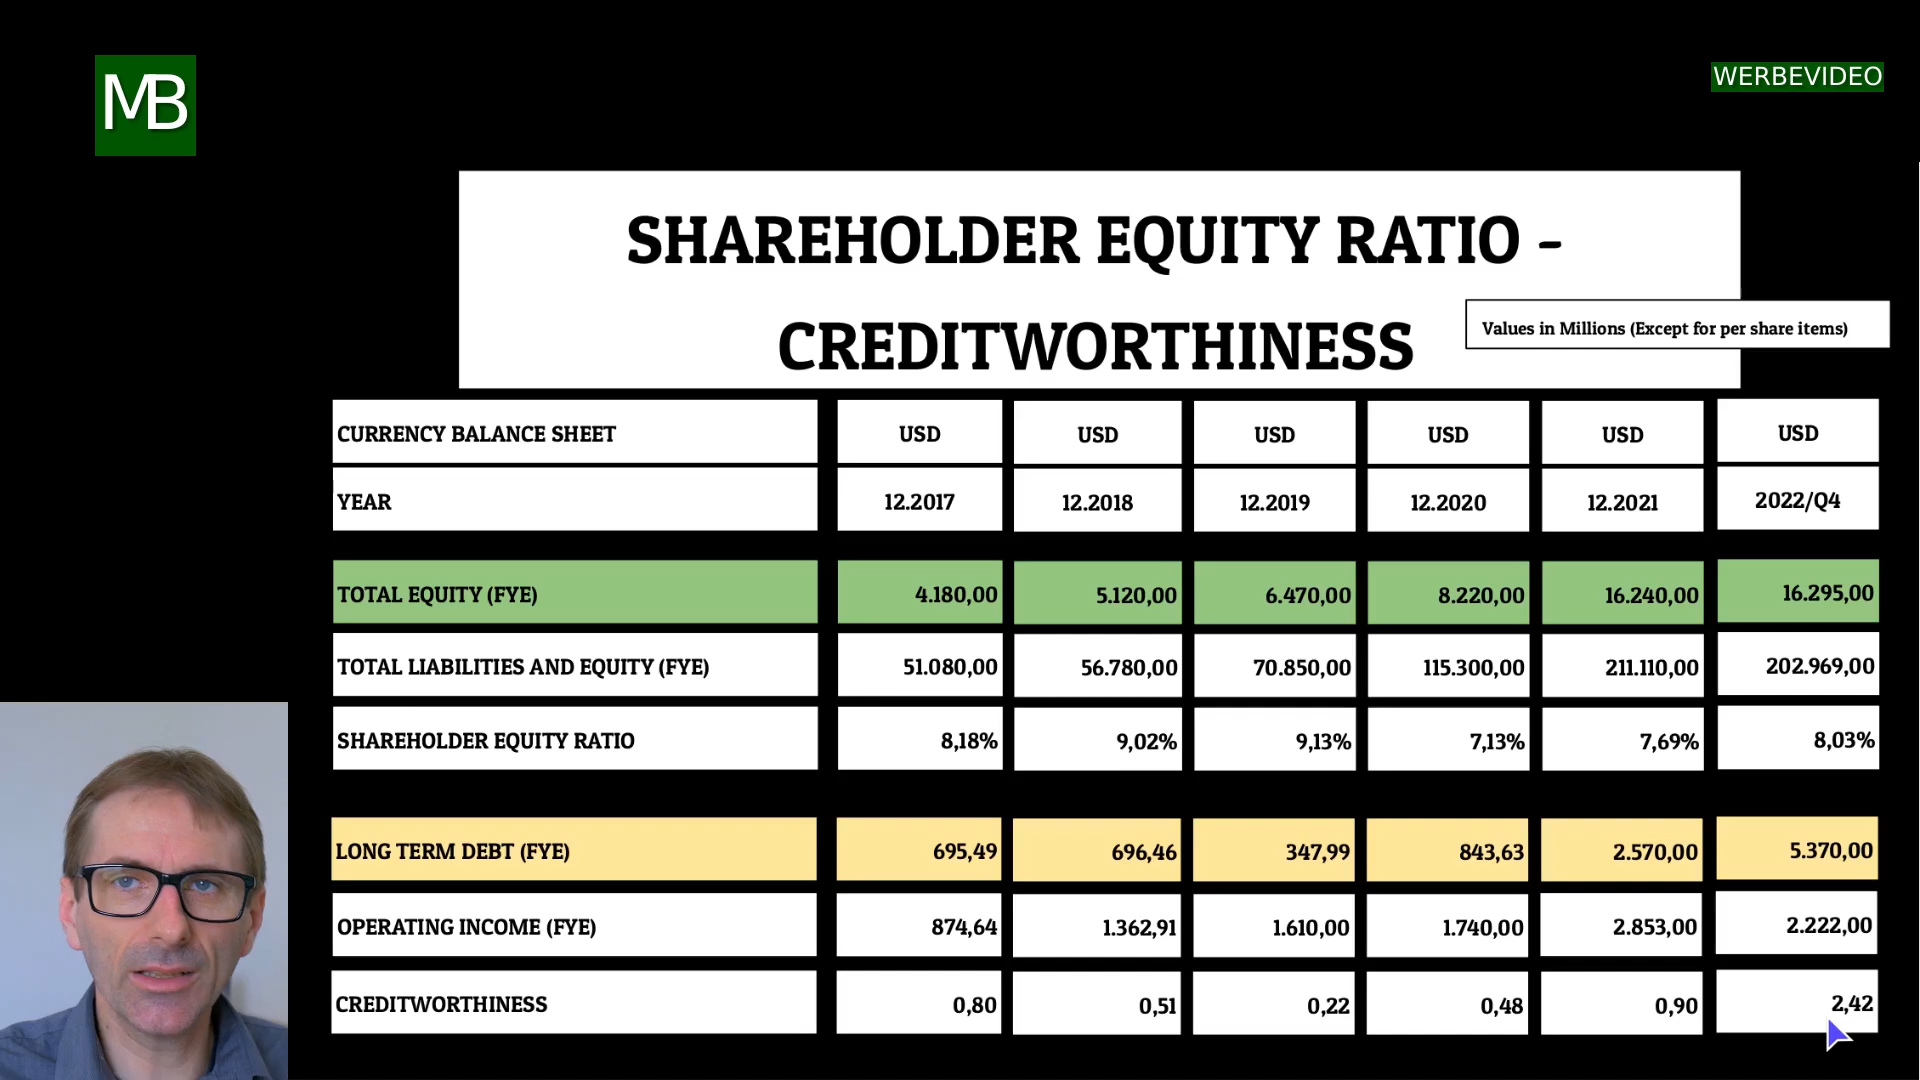 MB
WERBEVIDEO
SHAREHOLDER EQUITY RATIO -
CREDITWORTHINESS
Values in Millions (Except for per share items)
CURRENCY BALANCE SHEET USD USD USD USD USD USD
YEAR 12.2017 12.2018 12.2019 12.2020 12.2021 2022/Q4
TOTAL EQUITY (FYE) 4.180,00 5.120,00 6.470,00 8.220,00 16.240,00 16.295,00
TOTAL LIABILITIES AND EQUITY (FYE) 51.080,00 56.780,00 70.850,00 115.300,00 211.110,00 202.969,00
SHAREHOLDER EQUITY RATIO 8,18% 9,02% 9,13% 7,13% 7,69% 8,03%
LONG TERM DEBT (FYE) 695,49 696,46 347,99 843,63 2.570,00 5.370,00
OPERATING INCOME (FYE) 874,64 1.362,91 1.610,00 1.740,00 2.853,00 2.222,00
CREDITWORTHINESS 0,80 0,51 0,22 0,48 0,90 2,42